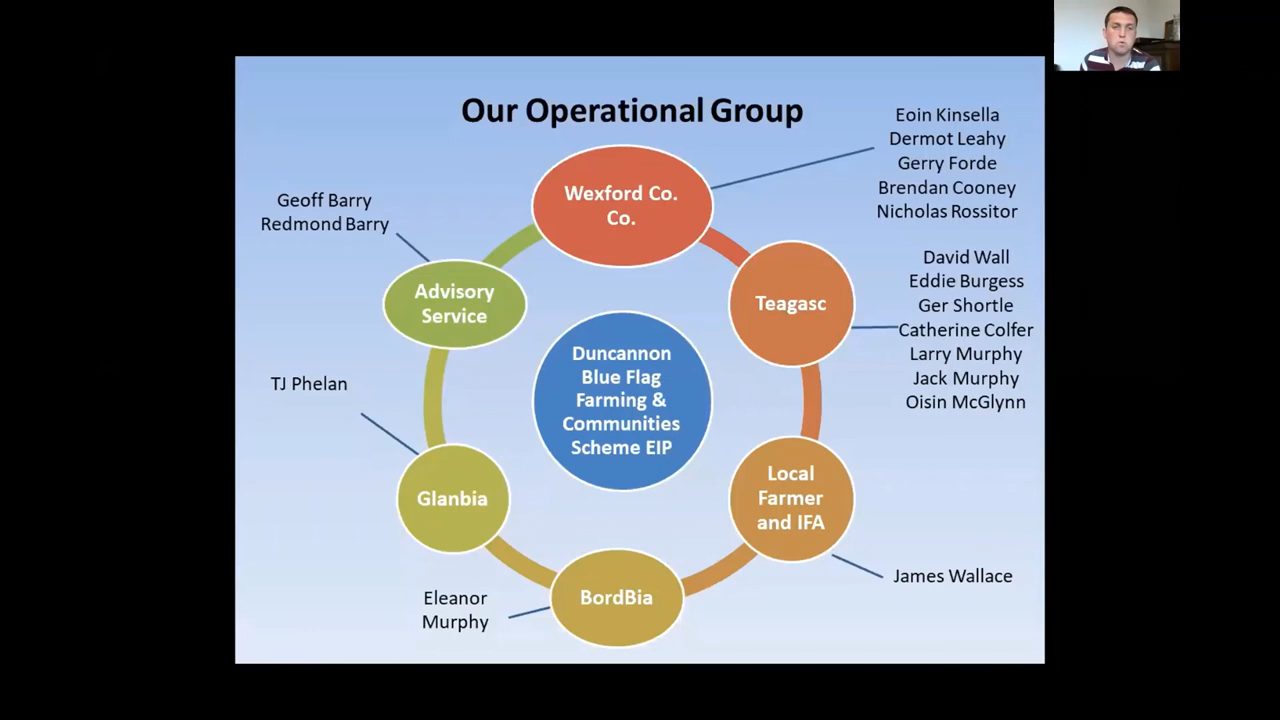 Our Operational Group
Eoin Kinsella
Dermot Leahy
Gerry Forde
Brendan Cooney
Nicholas Rossitor
Wexford Co.
Co.
Geoff Barry
Redmond Barry
Advisory
Service
David Wall
Eddie Burgess
Ger Shortle
Catherine Colfer
Larry Murphy
Jack Murphy
Oisin McGlynn
Teagasc
Duncannon
Blue Flag
Farming &
Communities
Scheme EIP
TJ Phelan
Glanbia
Local
Farmer
and IFA
James Wallace
BordBia
Eleanor
Murphy